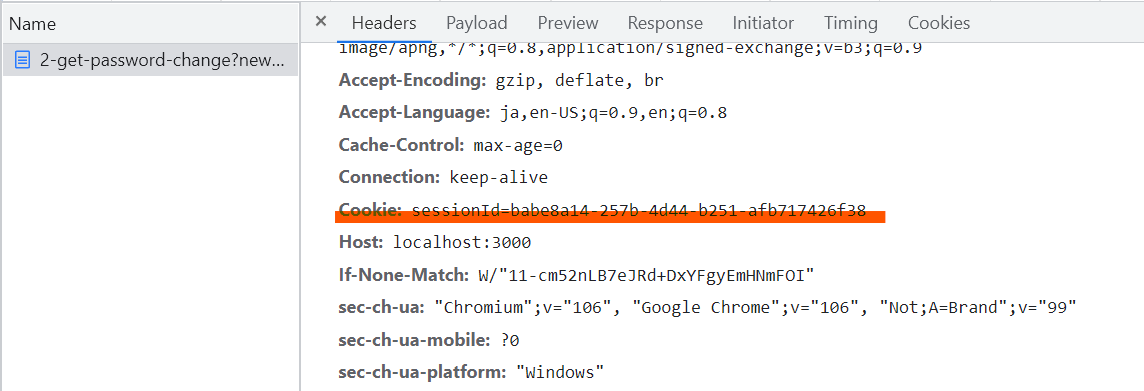 Name
2-get-password-change?new...
× Headers Payload Preview Response Initiator Timing Cookies
image/apng,*/*;q=0.8,application/signed-exchange;v=b3;q=0.9
Accept-Encoding: gzip, deflate, br
Accept-Language: ja,en-US;q=0.9,en;q=0.8
Cache-Control: max-age=0
Connection: keep-alive
Cookie: sessionId=babe8a14-257b-4d44-b251-afb717426f38
Host: localhost:3000
If-None-Match: W/"11-cm52nLB7eJRd+DxYFgyEmHNmFOI"
sec-ch-ua: "Chromium";v="106", "Google Chrome";v="106", "Not;A=Brand";v="99"
sec-ch-ua-mobile: ?0
sec-ch-ua-platform: "Windows"